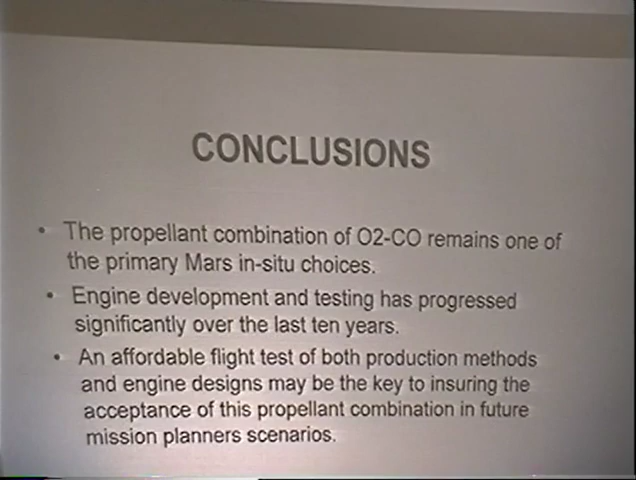 CONCLUSIONS
• The propellant combination of O2-CO remains one of
the primary Mars in-situ choices.
• Engine development and testing has progressed
significantly over the last ten years.
• An affordable flight test of both production methods
and engine designs may be the key to insuring the
acceptance of this propellant combination in future
mission planners scenarios.